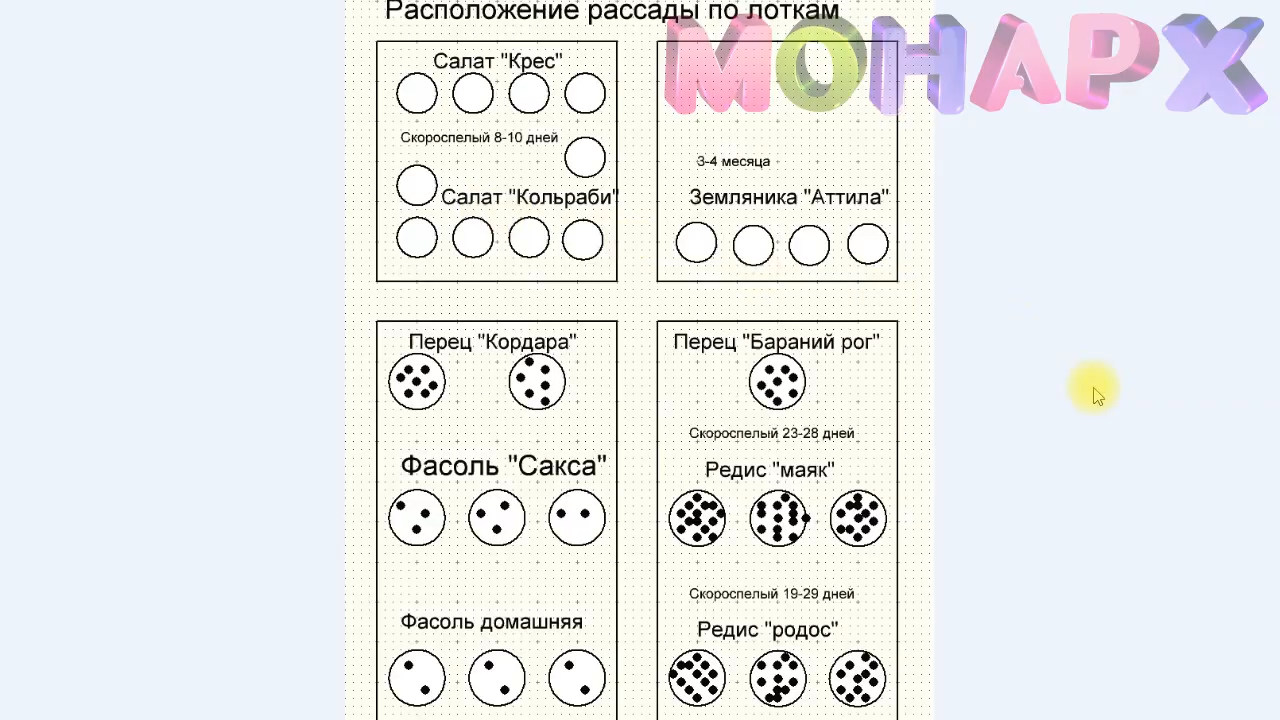 Расположение рассады по лоткам
МОНАРХ
Салат "Крес"
Скороспелый 8-10 дней
Салат "Кольраби"
3-4 месяца
Земляника "Аттила"
Перец "Кордара"
Фасоль "Сакса"
Фасоль домашняя
Перец "Бараний рог"
Скороспелый 23-28 дней
Редис "маяк"
Скороспелый 19-29 дней
Редис "родос"